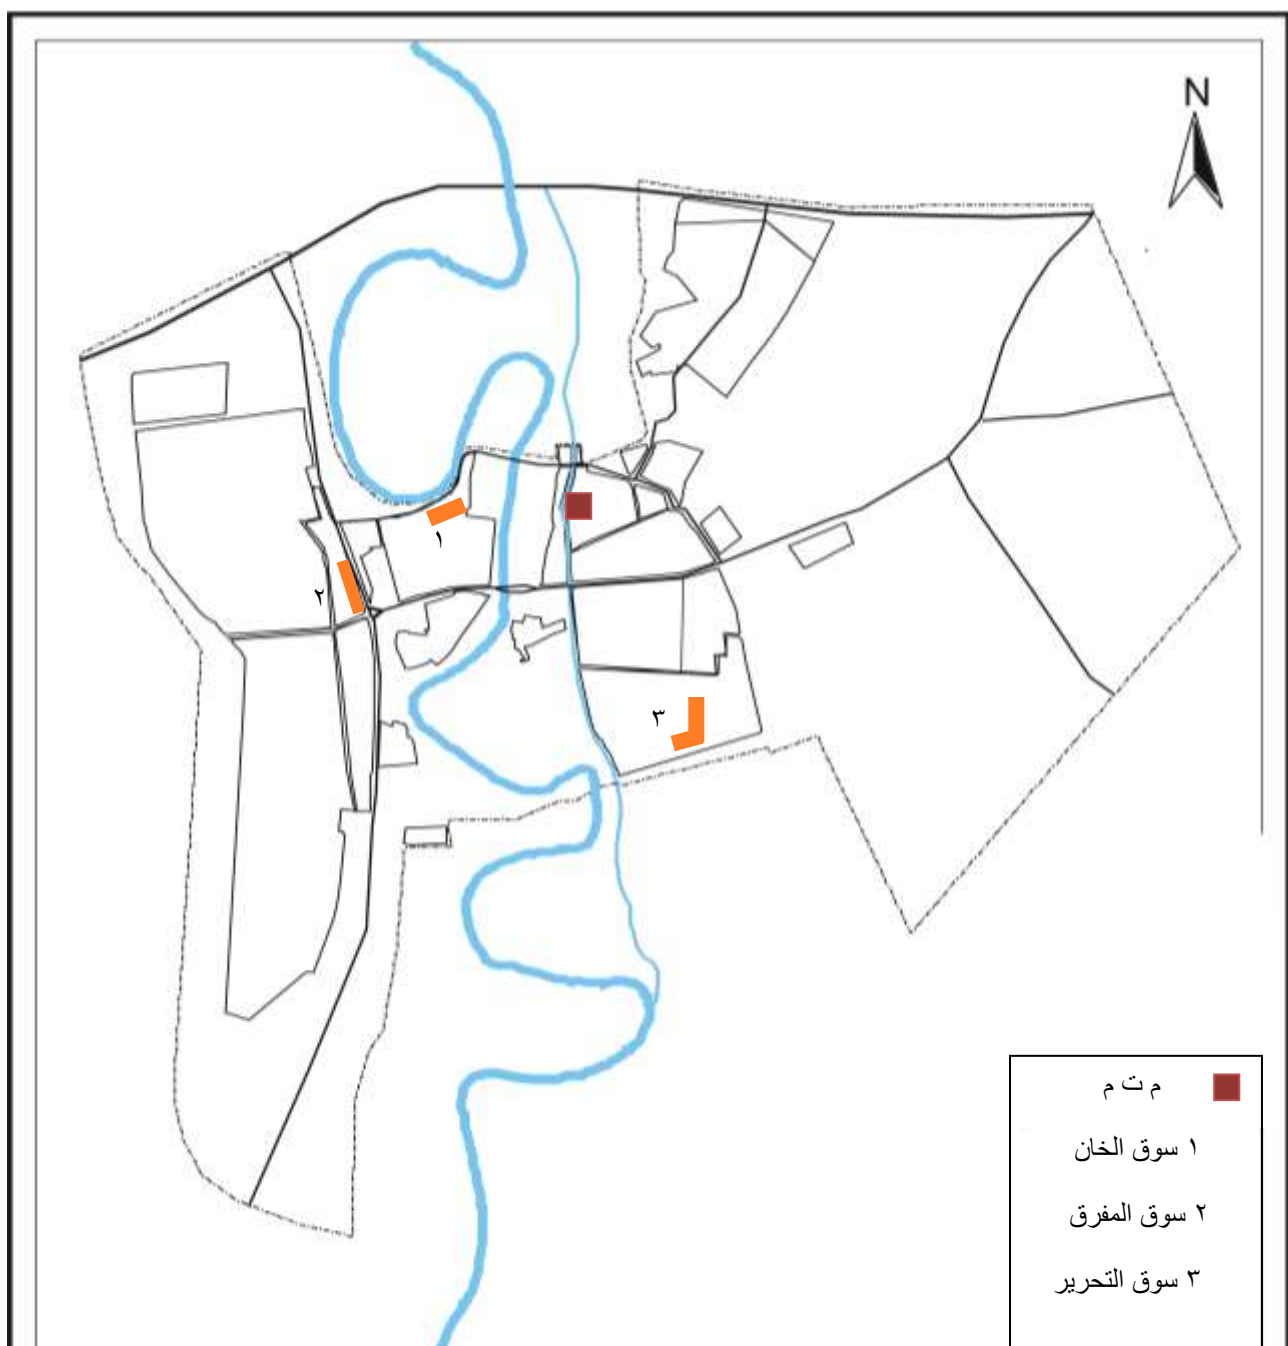 N
١
٢
٣
م ت م
١ سوق الخان
٢ سوق المفرق
٣ سوق التحرير